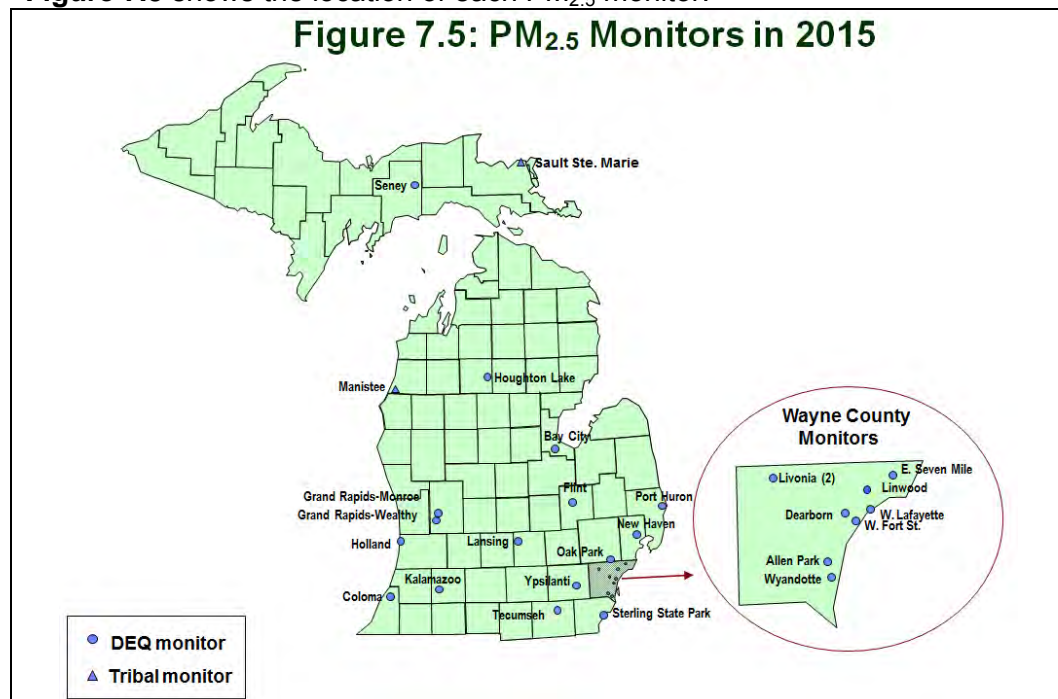 Figure 7.5: PM2.5 Monitors in 2015
Sault Ste. Marie
Seney
Houghton Lake
Manistee
Bay City
Grand Rapids-Monroe
Grand Rapids-Wealthy
Flint
Port Huron
New Haven
Holland
Lansing
Oak Park
Kalamazoo
Ypsilanti
Coloma
Tecumseh
Sterling State Park
Wayne County
Monitors
E. Seven Mile
Livonia (2)
Linwood
Dearborn
W. Lafayette
W. Fort St.
Allen Park
Wyandotte
DEQ monitor
Tribal monitor